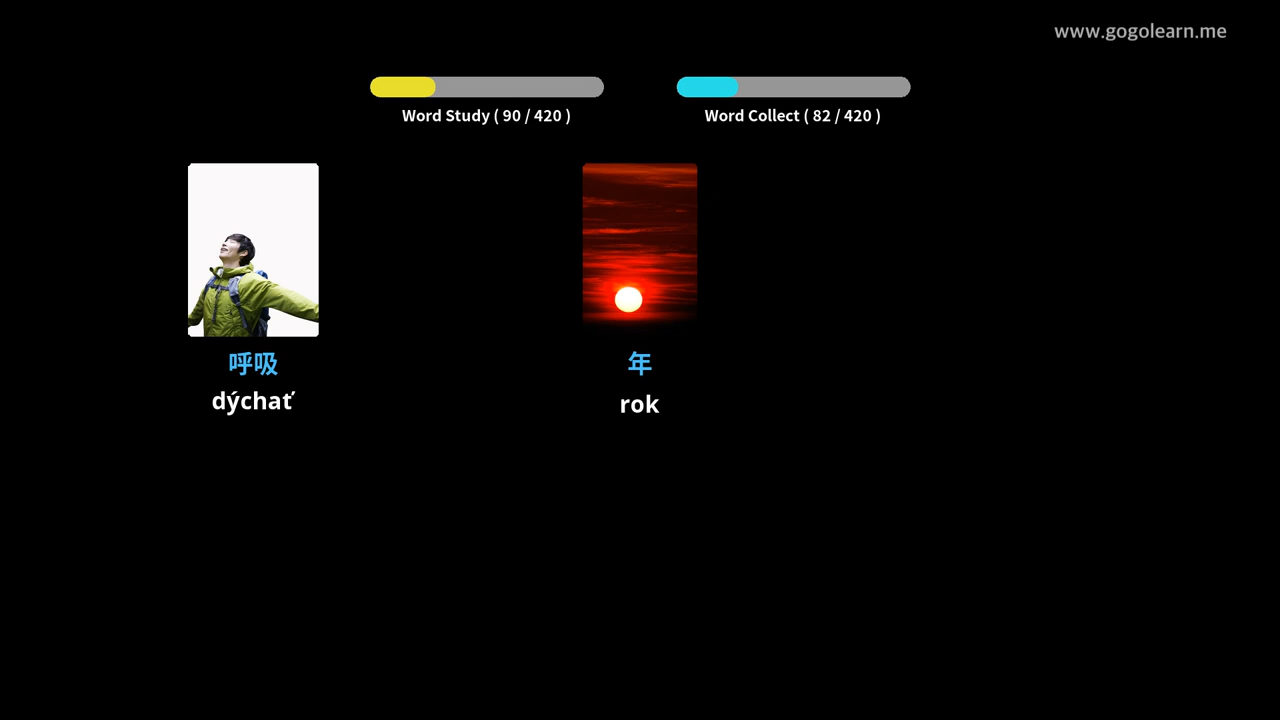 www.gogolearn.me
Word Study ( 90 / 420 )
Word Collect ( 82 / 420 )
呼吸
dýchať
年
rok